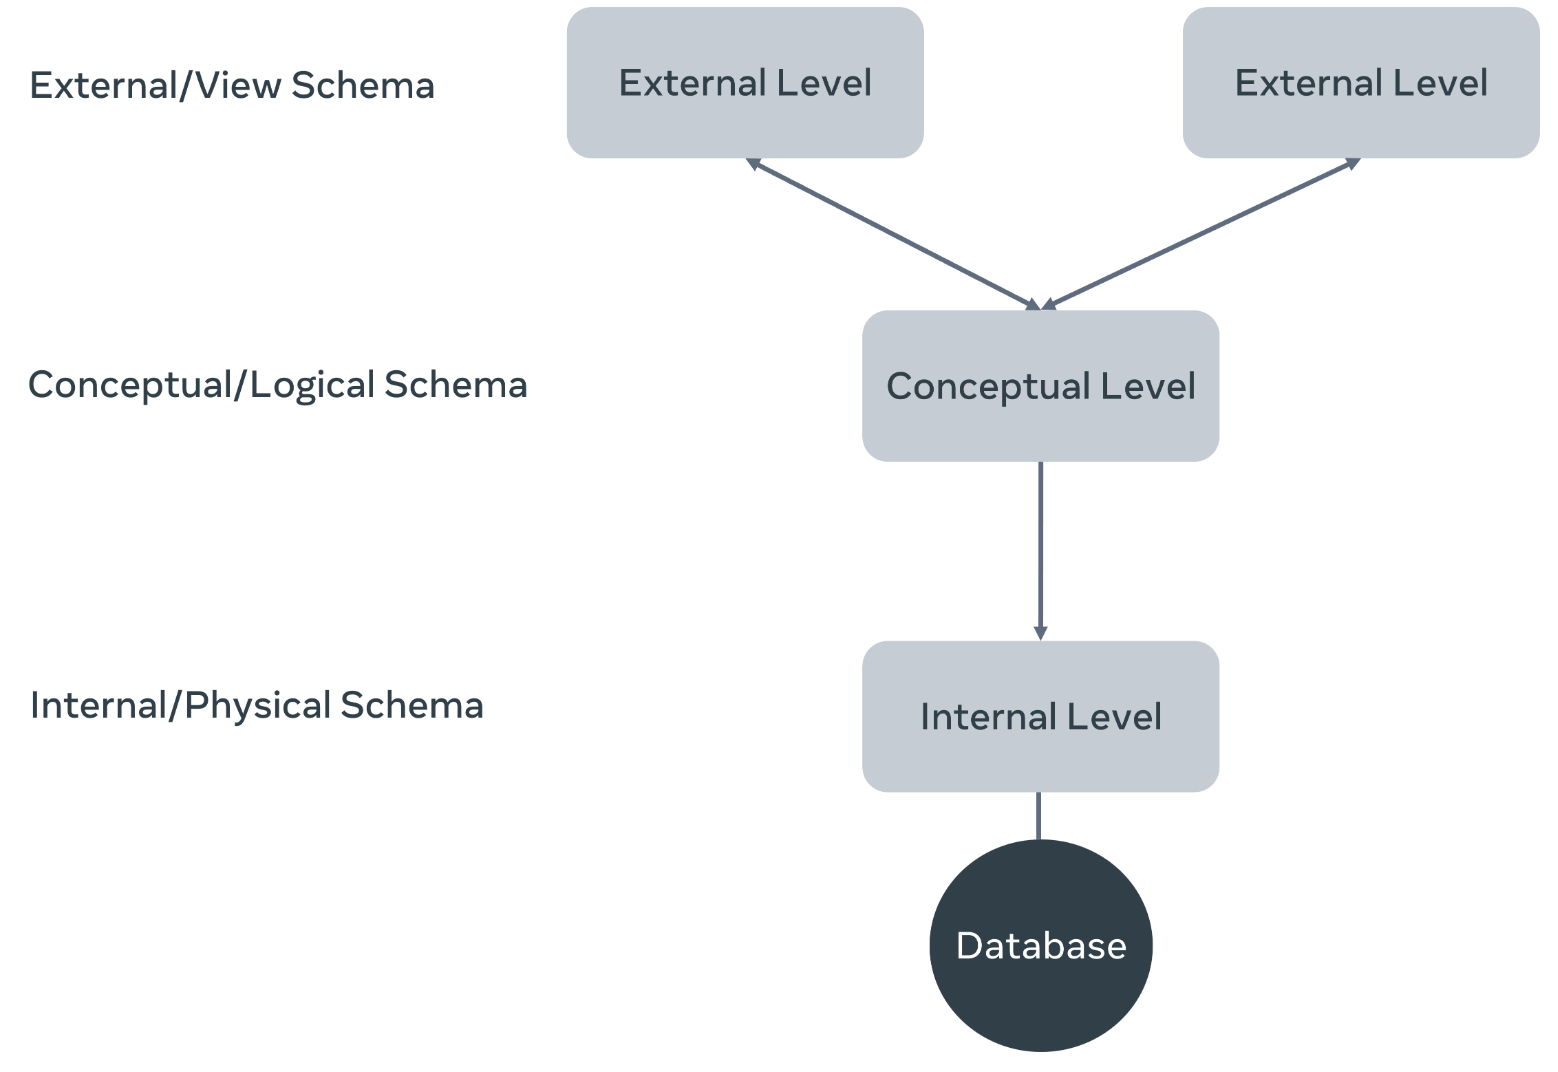 External/View Schema
External Level
External Level
Conceptual/Logical Schema
Conceptual Level
Internal/Physical Schema
Internal Level
Database